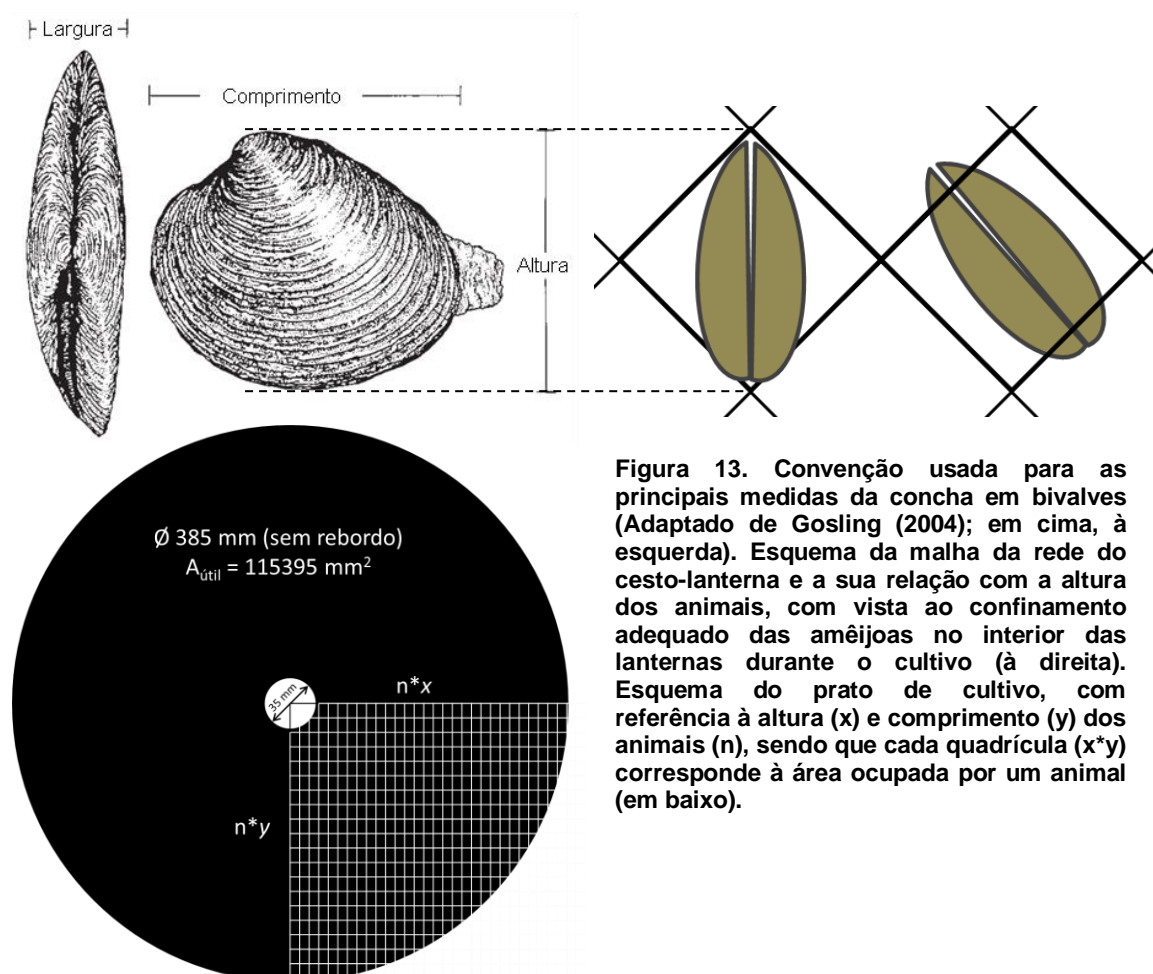 Largura
Comprimento
Altura
Ø 385 mm (sem rebordo)
Aútil = 115395 mm²
35 mm
n*x
n*y
Figura 13. Convenção usada para as
principais medidas da concha em bivalves
(Adaptado de Gosling (2004); em cima, à
esquerda). Esquema da malha da rede do
cesto-lanterna e a sua relação com a altura
dos animais, com vista ao confinamento
adequado das amêijoas no interior das
lanternas durante o cultivo (à direita).
Esquema do prato de cultivo, com
referência à altura (x) e comprimento (y) dos
animais (n), sendo que cada quadrícula (x*y)
corresponde à área ocupada por um animal
(em baixo).